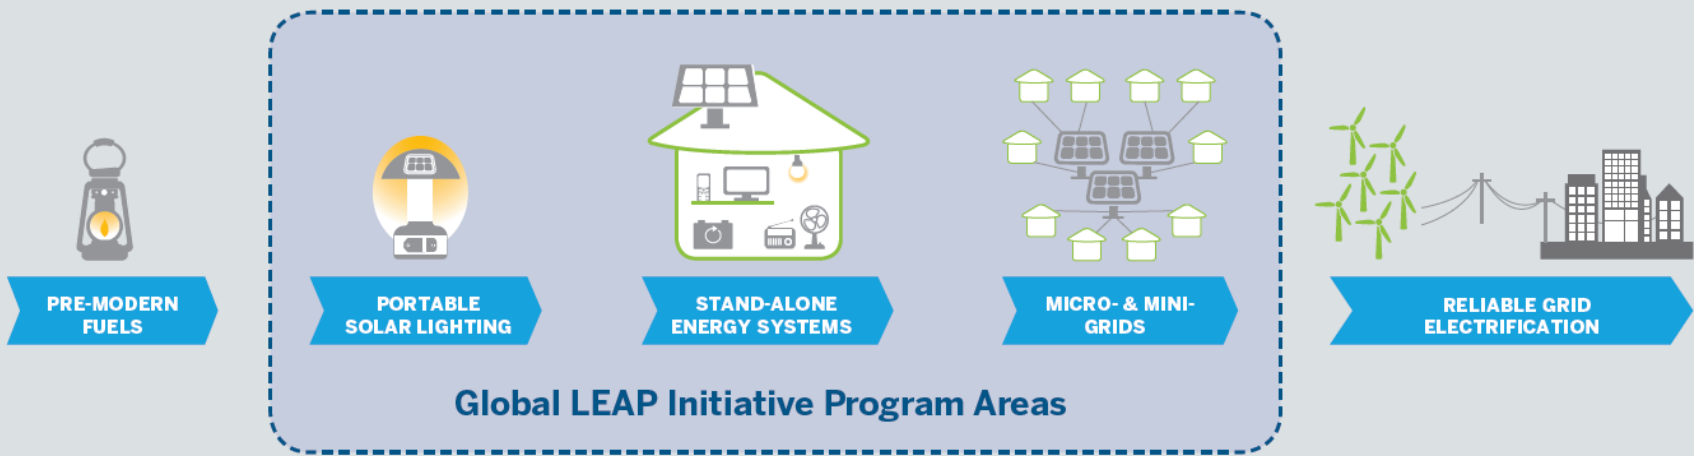 PRE-MODERN
FUELS
PORTABLE
SOLAR LIGHTING
STAND-ALONE
ENERGY SYSTEMS
MICRO- & MINI-
GRIDS
RELIABLE GRID
ELECTRIFICATION
Global LEAP Initiative Program Areas